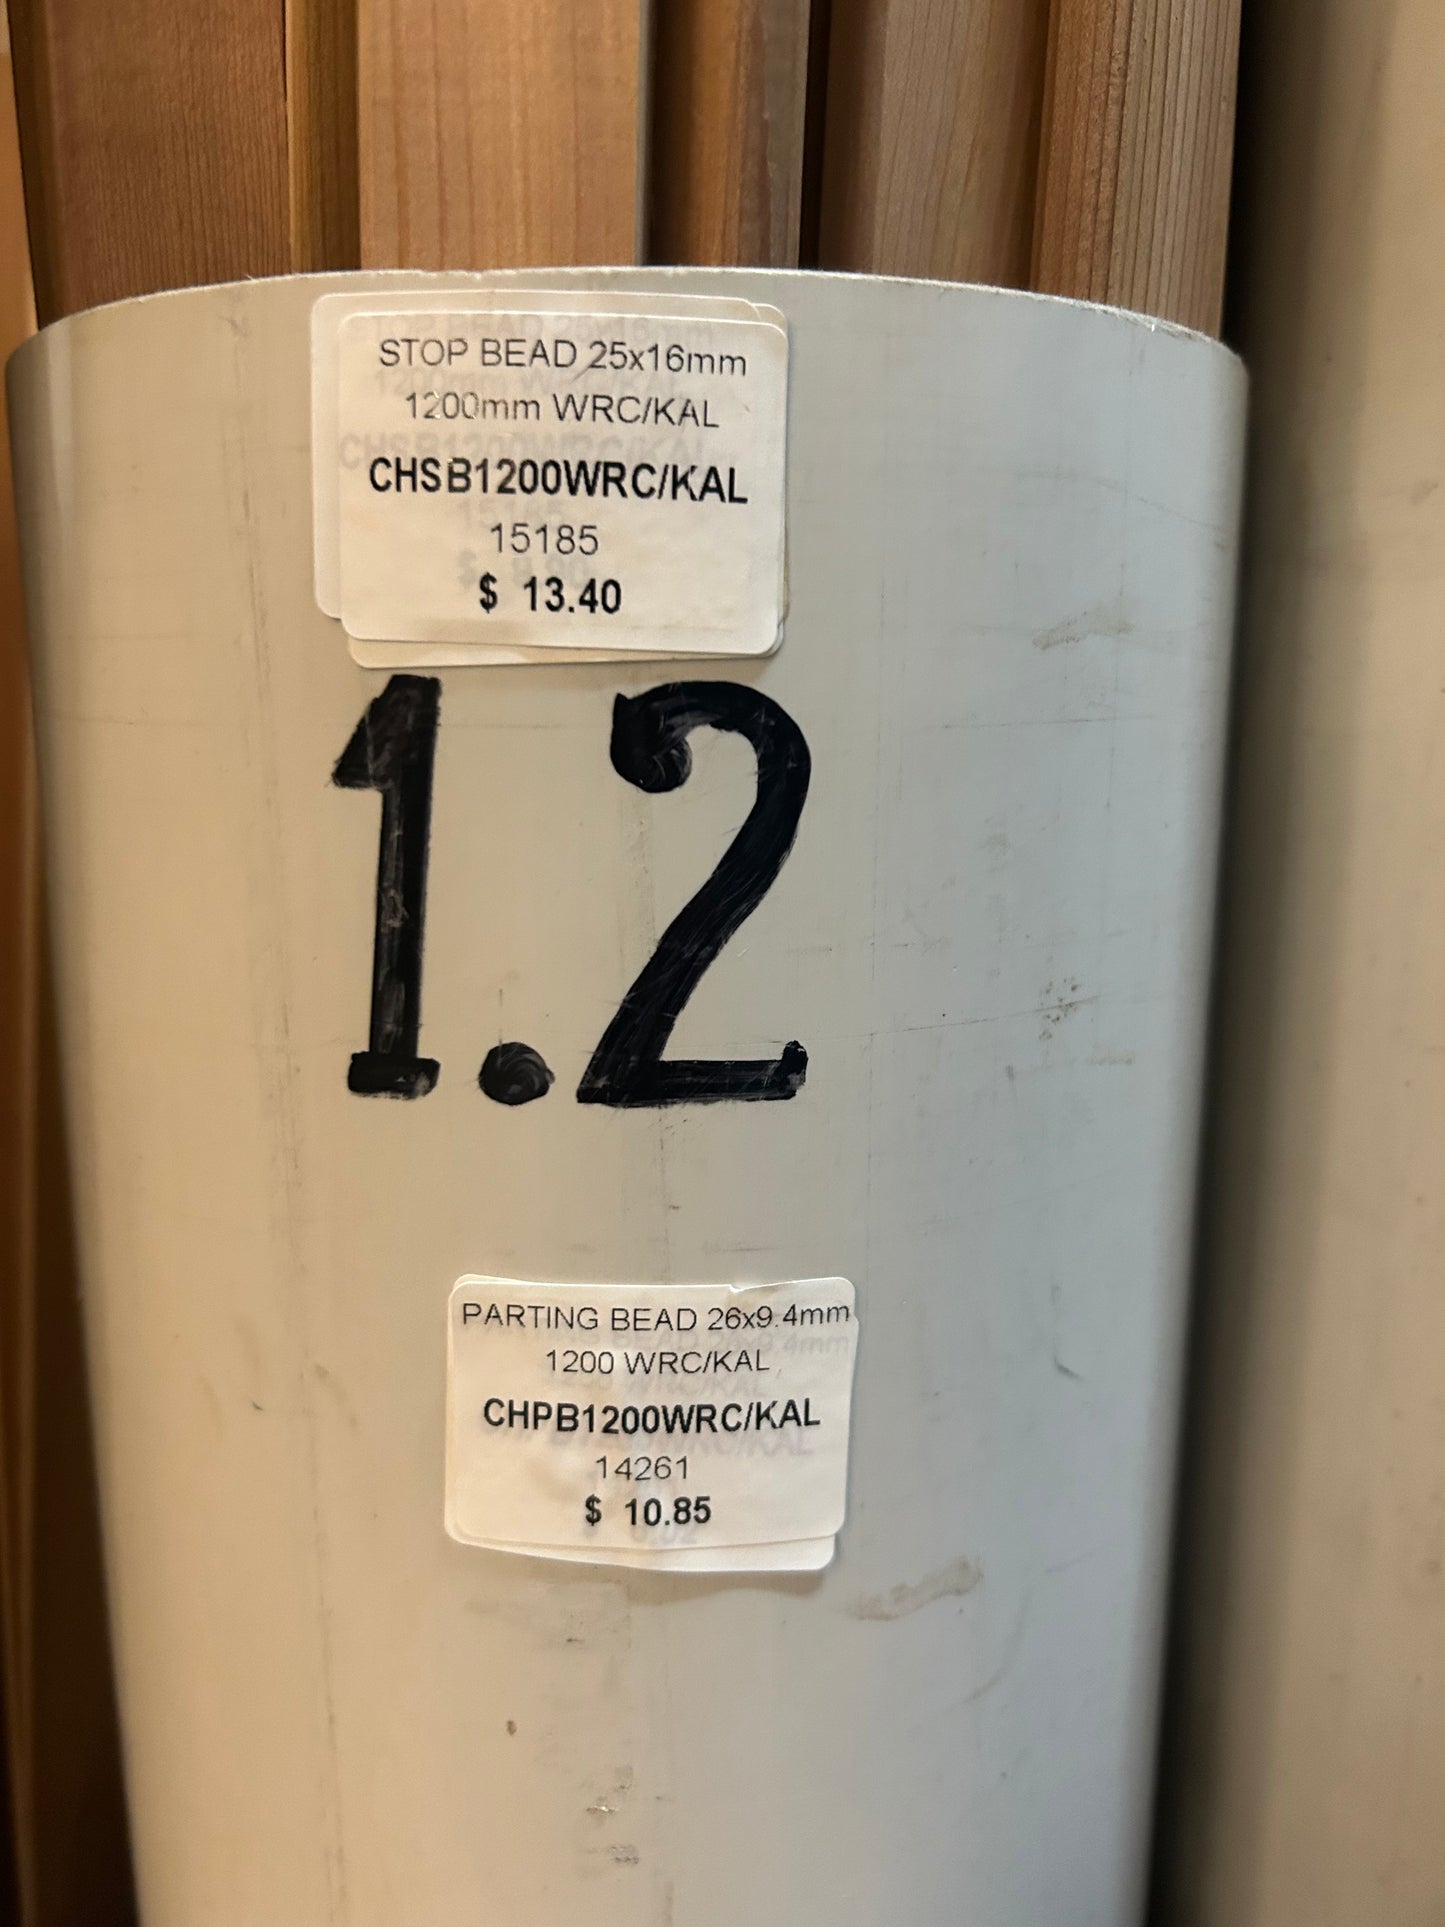 STOP BEAD 25x16mm
1200mm WRC/KAL
CHSB1200WRC/KAL
15185
$ 13.40
1.2
PARTING BEAD 26x9.4mm
1200 WRC/KAL
CHPB1200WRC/KAL
14261
$ 10.85